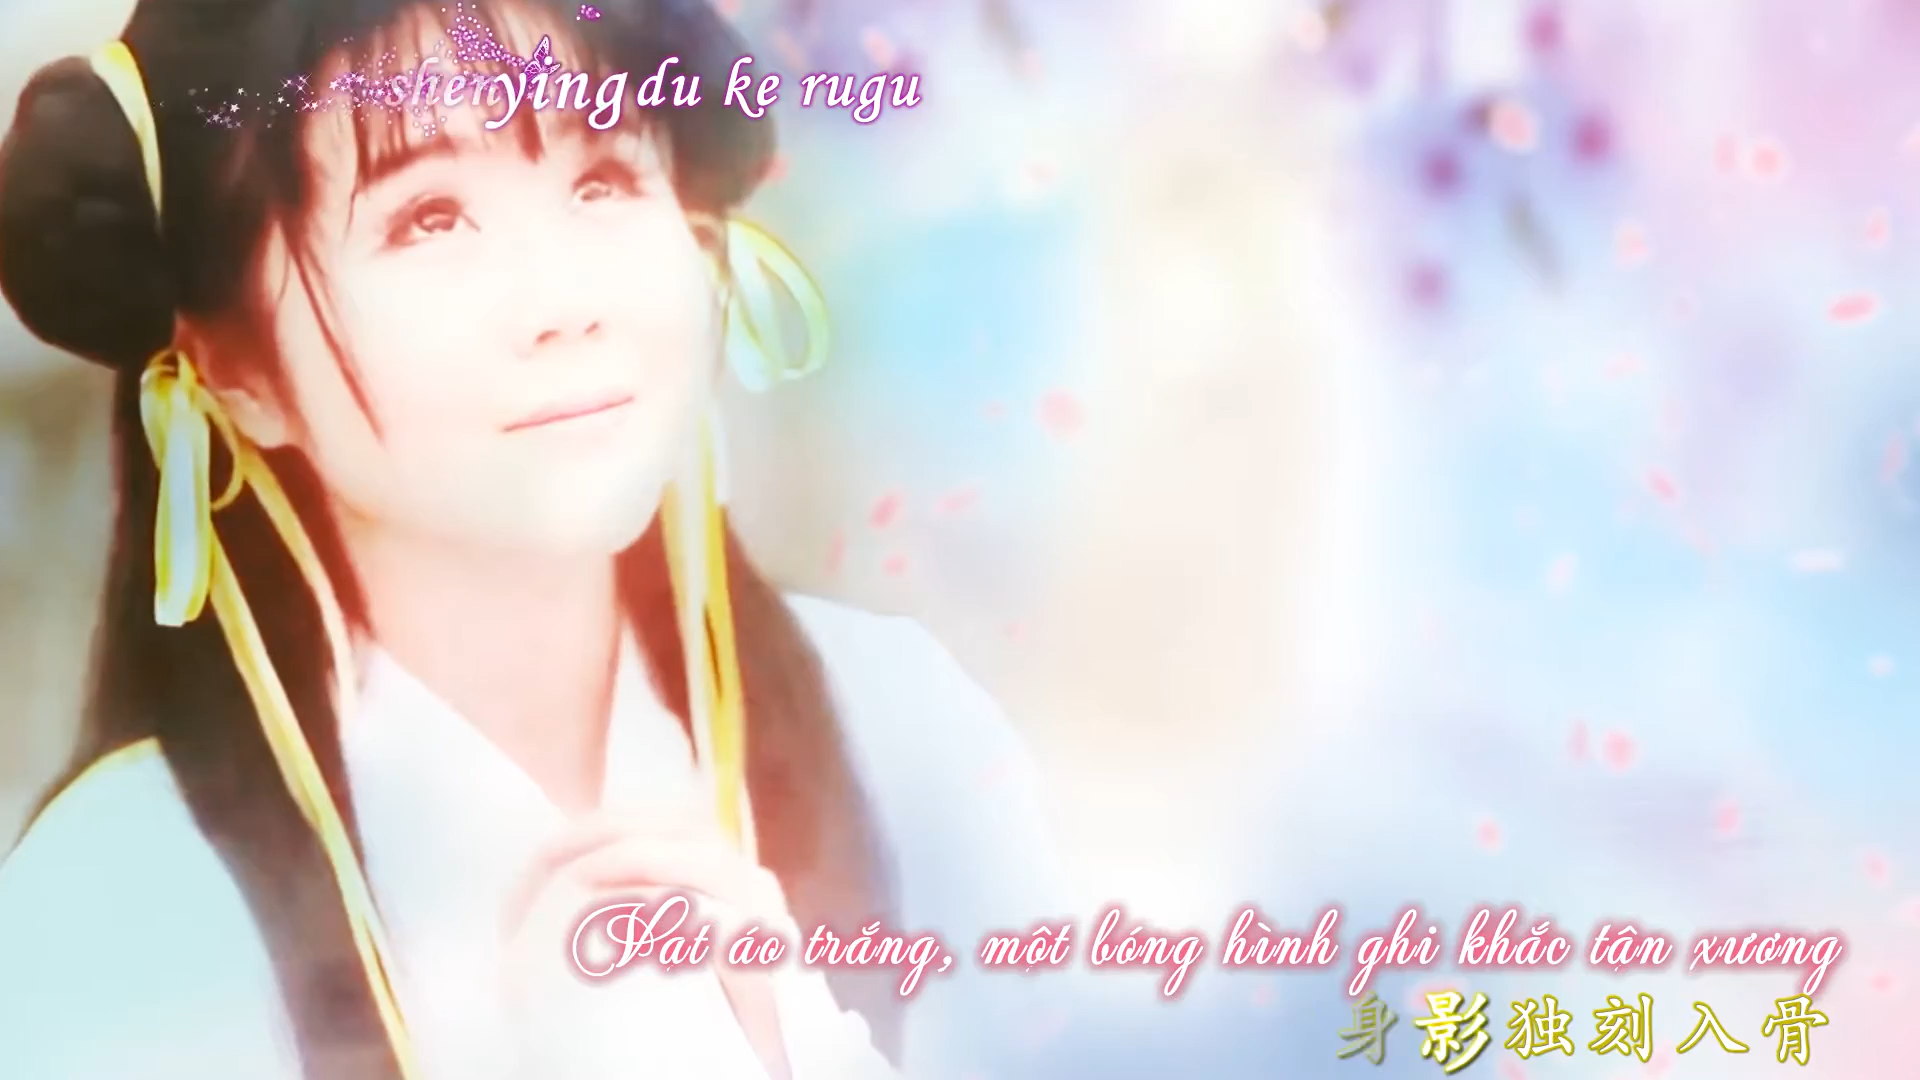 shenying du ke rugu
Vạt áo trắng, một bóng hình ghi khắc tận xương
身影独刻入骨